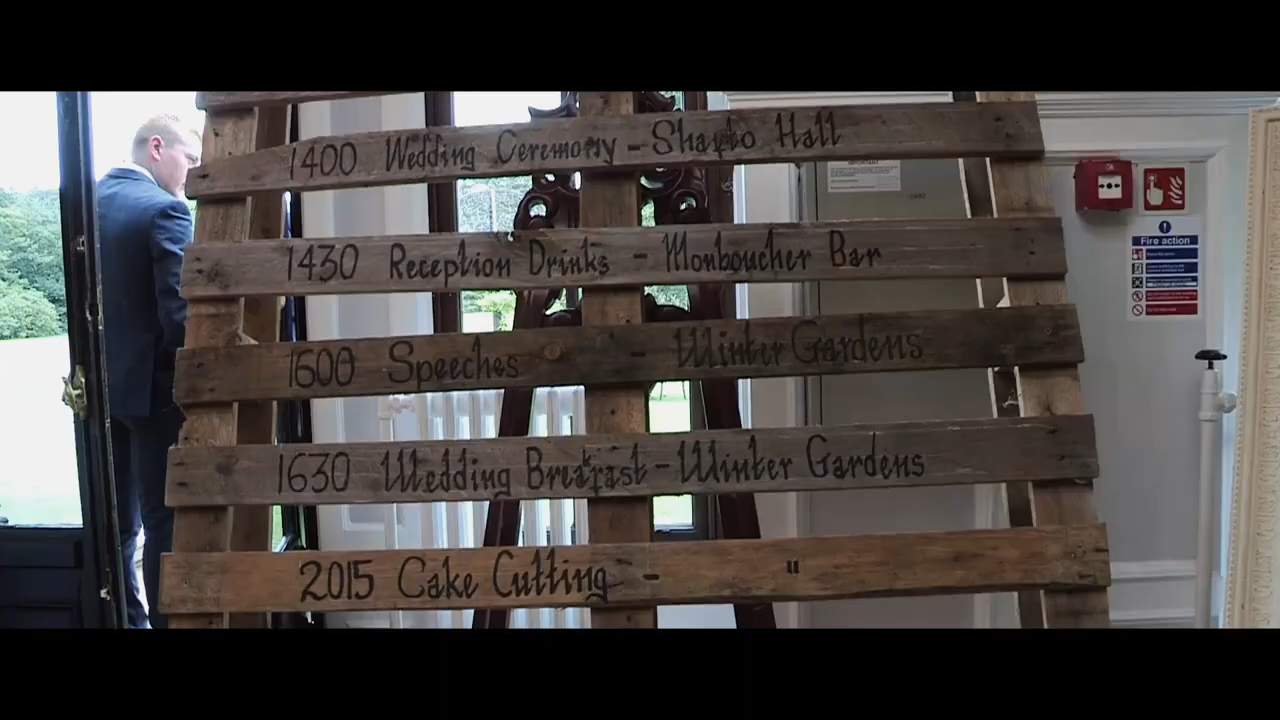 1400 Wedding Ceremony - Shafto Hall
1430 Reception Drinks - Monboucher Bar
1600 Speeches - Winter Gardens
1630 Wedding Breakfast - Winter Gardens
2015 Cake Cutting - "
IMPORTANT
Fire action